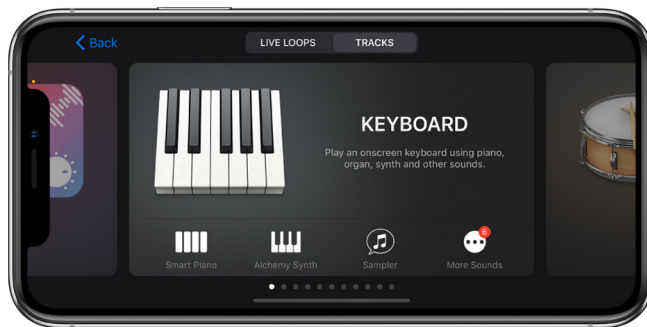 Back
LIVE LOOPS
TRACKS
KEYBOARD
Play an onscreen keyboard using piano,
organ, synth and other sounds.
Smart Piano
Alchemy Synth
Sampler
6
More Sounds